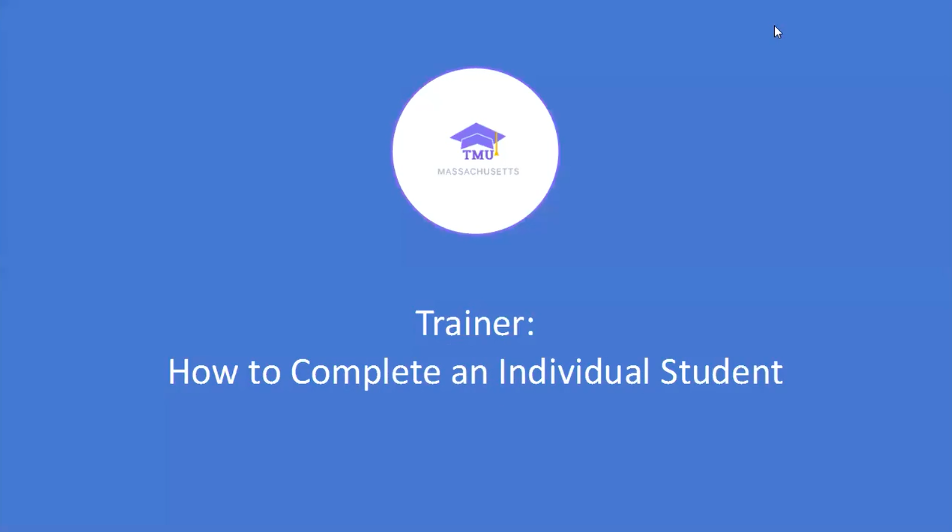 TMU
MASSACHUSETTS
Trainer:
How to Complete an Individual Student